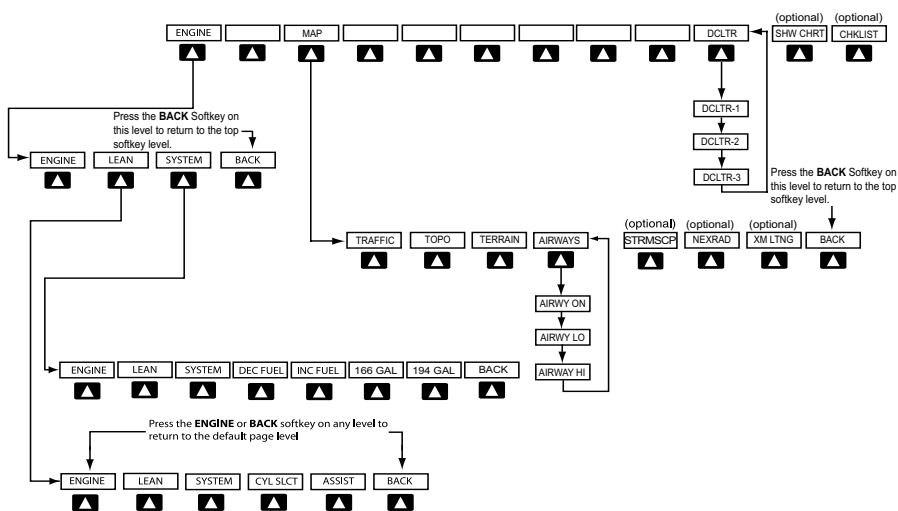 (optional) (optional)
ENGINE MAP DCLTR SHW CHRT CHKLIST
DCLTR-1
DCLTR-2
DCLTR-3
Press the BACK Softkey on
this level to return to the top
softkey level.
ENGINE LEAN SYSTEM BACK
Press the BACK Softkey on
this level to return to the top
softkey level.
(optional) (optional) (optional)
TRAFFIC TOPO TERRAIN AIRWAYS STRMSCP NEXRAD XM LTNG BACK
AIRWY ON
AIRWY LO
AIRWAY HI
ENGINE LEAN SYSTEM DEC FUEL INC FUEL 166 GAL 194 GAL BACK
Press the ENGINE or BACK softkey on any level to
return to the default page level
ENGINE LEAN SYSTEM CYL SLCT ASSIST BACK